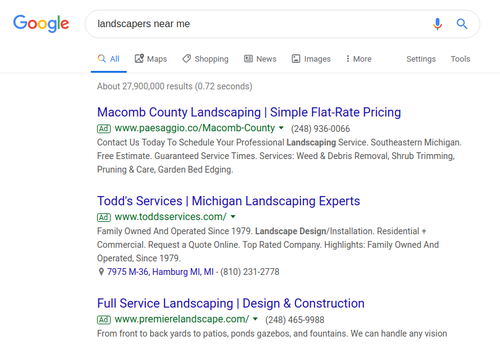 Google
landscapers near me
All Maps Shopping News Images More Settings Tools
About 27,900,000 results (0.72 seconds)
Macomb County Landscaping | Simple Flat-Rate Pricing
Ad www.paesaggio.co/Macomb-County (248) 936-0066
Contact Us Today To Schedule Your Professional Landscaping Service. Southeastern Michigan.
Free Estimate. Guaranteed Service Times. Services: Weed & Debris Removal, Shrub Trimming,
Pruning & Care, Garden Bed Edging.
Todd's Services | Michigan Landscaping Experts
Ad www.toddsservices.com/
Family Owned And Operated Since 1979. Landscape Design/Installation. Residential +
Commercial. Request a Quote Online. Top Rated Company. Highlights: Family Owned And
Operated, Since 1979.
7975 M-36, Hamburg MI, MI - (810) 231-2778
Full Service Landscaping | Design & Construction
Ad www.premierelandscape.com/ (248) 465-9988
From front to back yards to patios, ponds gazebos, and fountains. We can handle any vision